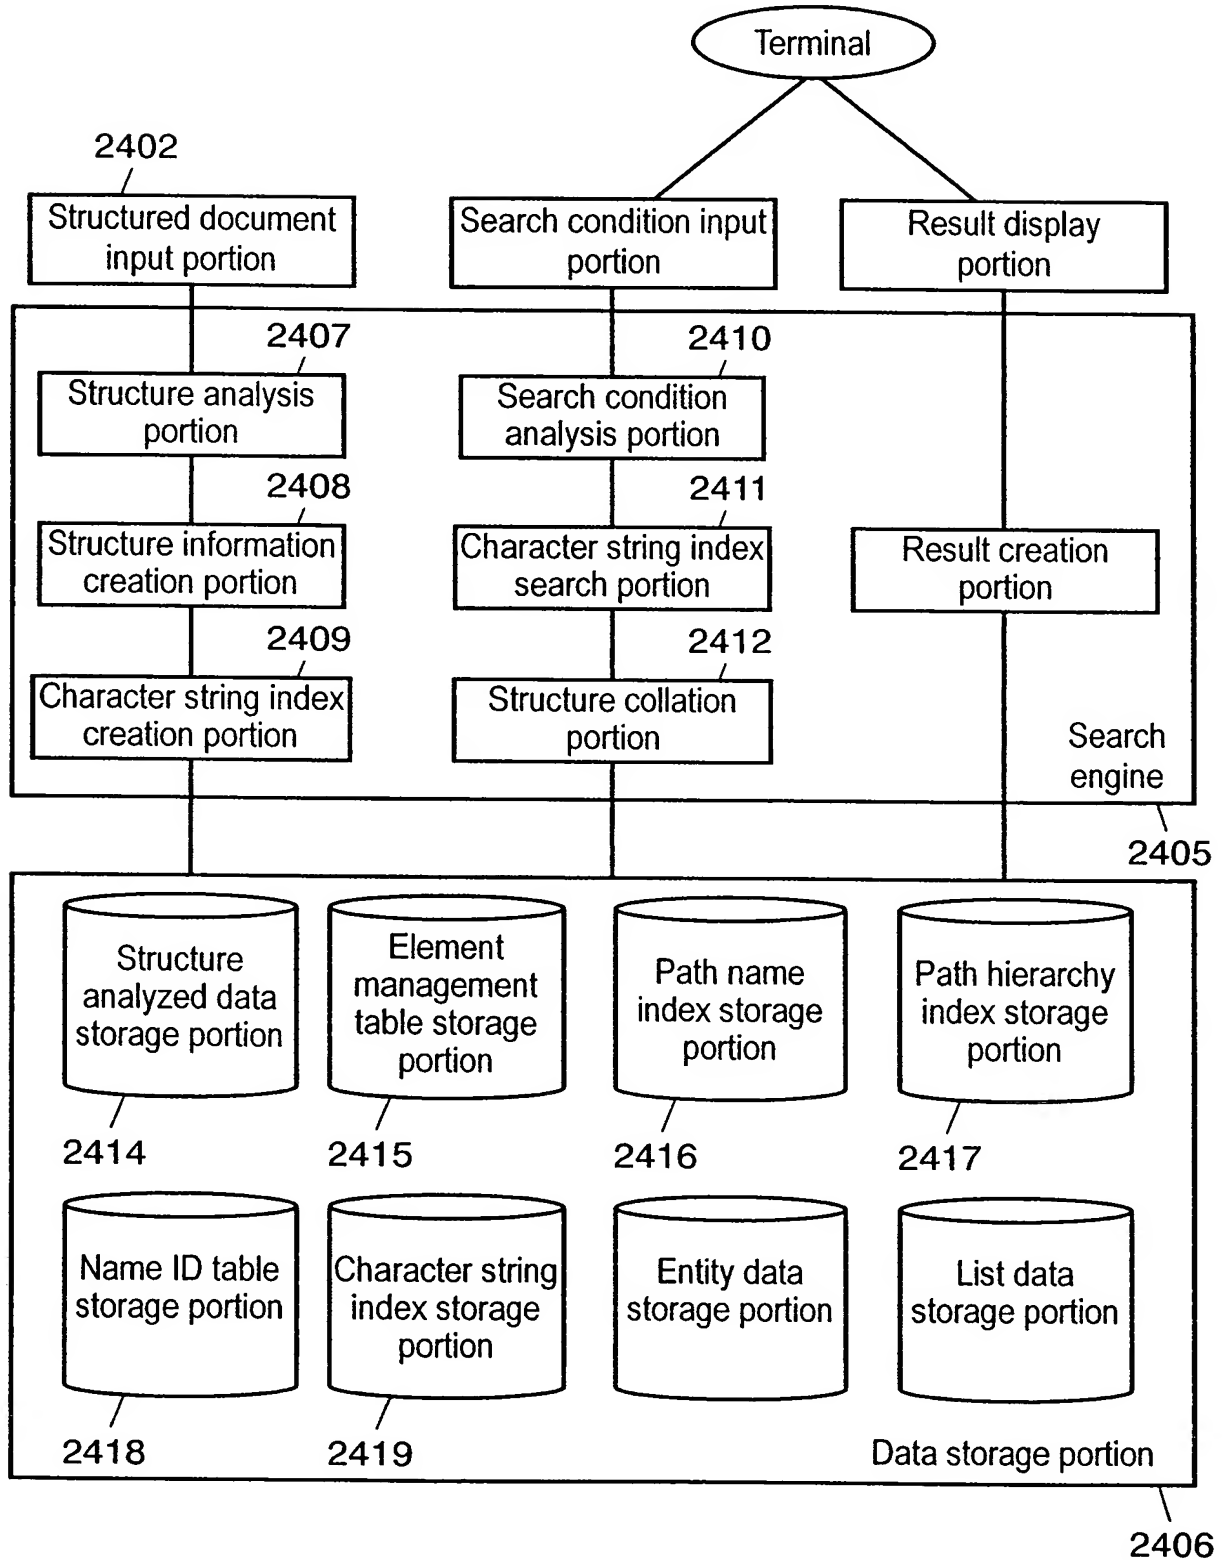 Terminal
2402
Structured document
input portion
Search condition input
portion
Result display
portion
2407
Structure analysis
portion
2410
Search condition
analysis portion
2408
Structure information
creation portion
2411
Character string index
search portion
Result creation
portion
2409
Character string index
creation portion
2412
Structure collation
portion
Search
engine
2405
Structure
analyzed data
storage portion
2414
Element
management
table storage
portion
2415
Path name
index storage
portion
2416
Path hierarchy
index storage
portion
2417
Name ID table
storage portion
2418
Character string
index storage
portion
2419
Entity data
storage portion
List data
storage portion
Data storage portion
2406